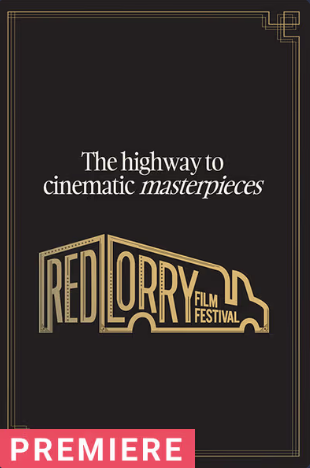 The highway to
cinematic masterpieces
RED LORRY
FILM
FESTIVAL
PREMIERE